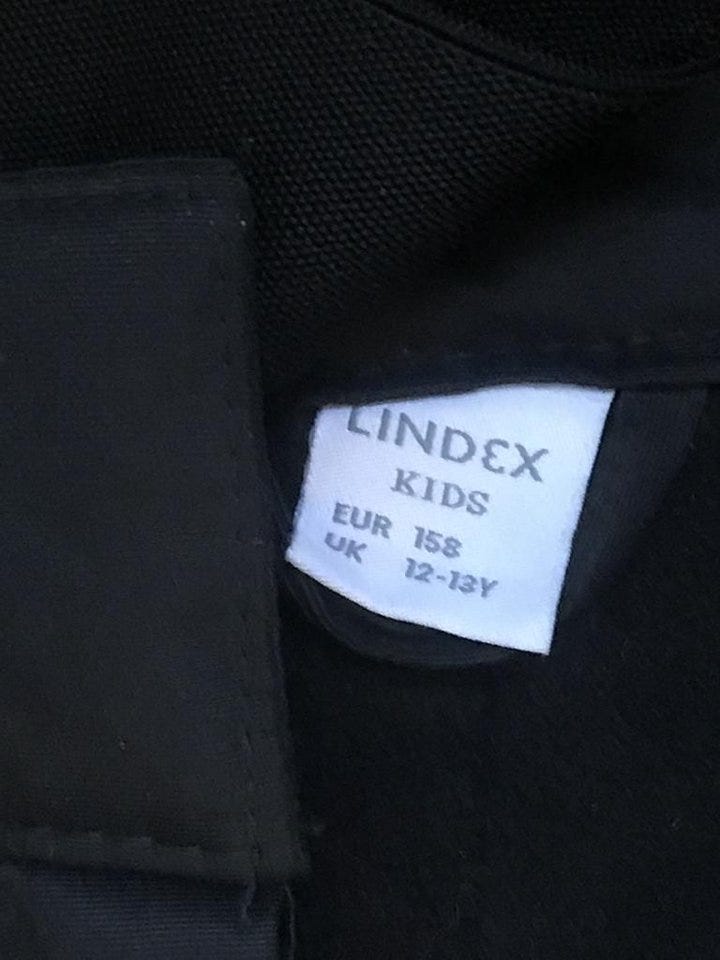 LINDEX
KIDS
EUR 158
UK 12-13Y